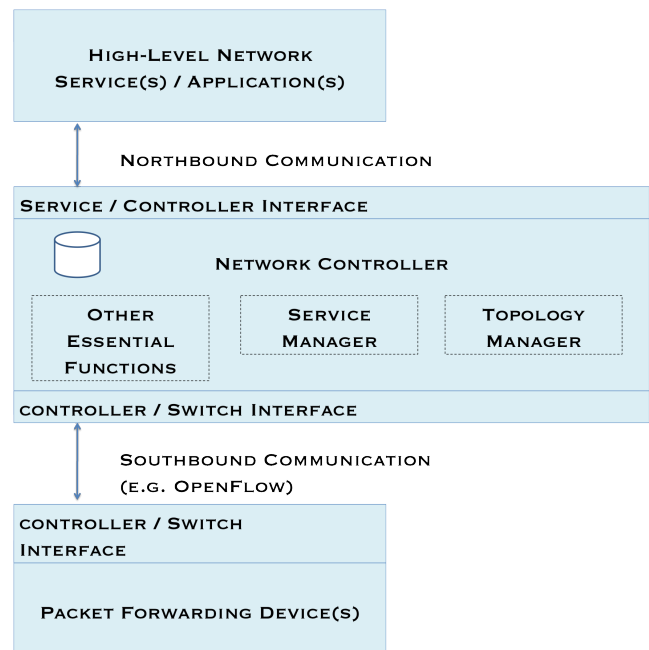 High-Level Network
Service(s) / Application(s)
Northbound Communication
Service / Controller Interface
Network Controller
Other
Essential
Functions
Service
Manager
Topology
Manager
controller / Switch Interface
Southbound Communication
(e.g. OpenFlow)
controller / Switch
Interface
Packet Forwarding Device(s)